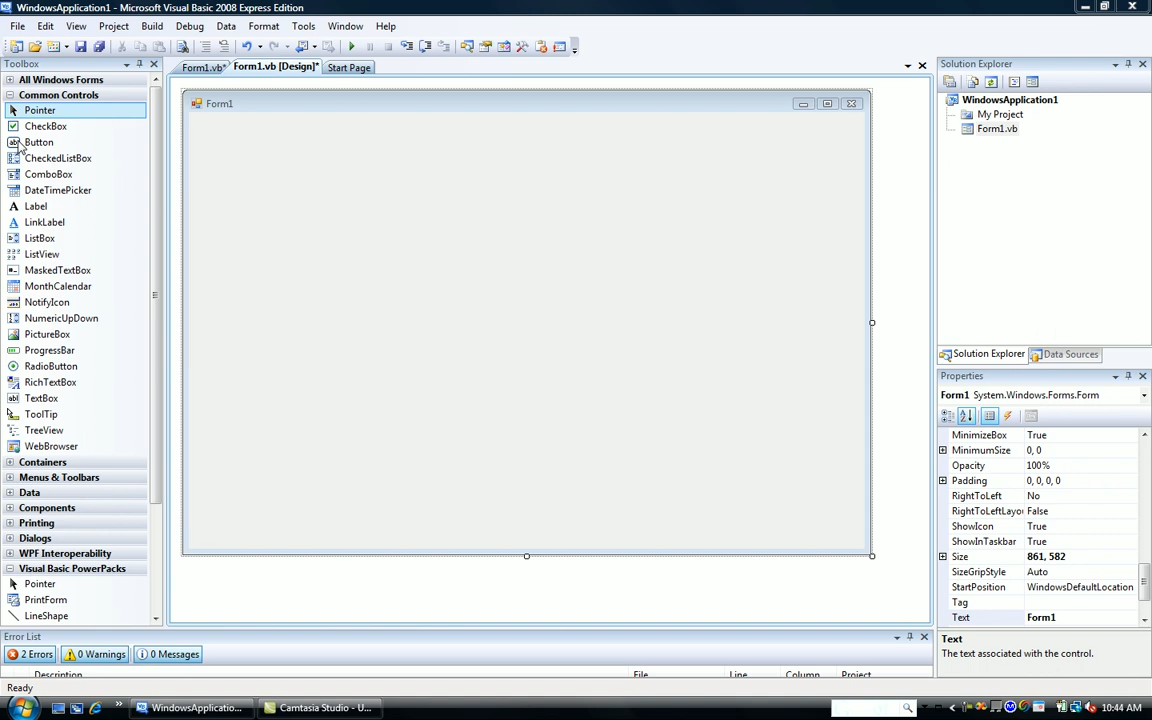 WindowsApplication1 - Microsoft Visual Basic 2008 Express Edition
File Edit View Project Build Debug Data Format Tools Window Help
Toolbox
All Windows Forms
Common Controls
Pointer
CheckBox
Button
CheckedListBox
ComboBox
DateTimePicker
Label
LinkLabel
ListBox
ListView
MaskedTextBox
MonthCalendar
NotifyIcon
NumericUpDown
PictureBox
ProgressBar
RadioButton
RichTextBox
TextBox
ToolTip
TreeView
WebBrowser
Containers
Menus & Toolbars
Data
Components
Printing
Dialogs
WPF Interoperability
Visual Basic PowerPacks
Pointer
PrintForm
LineShape
Form1.vb* Form1.vb [Design]* Start Page
Form1
Solution Explorer
WindowsApplication1
My Project
Form1.vb
Solution Explorer Data Sources
Properties
Form1 System.Windows.Forms.Form
MinimizeBox True
MinimumSize 0, 0
Opacity 100%
Padding 0, 0, 0, 0
RightToLeft No
RightToLeftLayou False
ShowIcon True
ShowInTaskbar True
Size 861, 582
SizeGripStyle Auto
StartPosition WindowsDefaultLocation
Tag
Text Form1
Text
The text associated with the control.
Error List
2 Errors 0 Warnings 0 Messages
Description File Line Column Project
Ready
WindowsApplicatio... Camtasia Studio - U... 10:44 AM